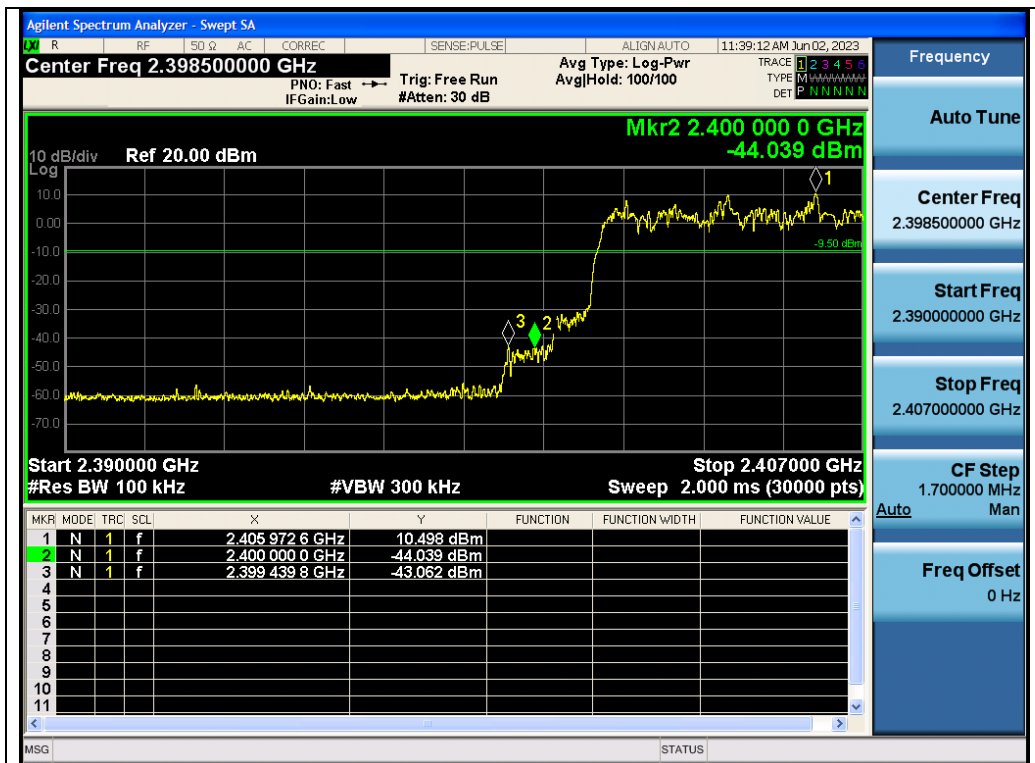 Agilent Spectrum Analyzer - Swept SA
LXI R RF 50 Ω AC CORREC SENSE:PULSE ALIGN AUTO 11:39:12 AM Jun 02, 2023
Center Freq 2.398500000 GHz
PNO: Fast
IFGain:Low
Trig: Free Run
#Atten: 30 dB
Avg Type: Log-Pwr
Avg|Hold: 100/100
TRACE 1 2 3 4 5 6
TYPE M
DET P N N N N N
Mkr2 2.400 000 0 GHz
-44.039 dBm
10 dB/div Ref 20.00 dBm
Log
10.0
0.00
-10.0
-20.0
-30.0
-40.0
-50.0
-60.0
-70.0
1
-9.50 dBm
3
2
Start 2.390000 GHz Stop 2.407000 GHz
#Res BW 100 kHz #VBW 300 kHz Sweep 2.000 ms (30000 pts)
MKR MODE TRC SCL X Y FUNCTION FUNCTION WIDTH FUNCTION VALUE
1 N 1 f 2.405 972 6 GHz 10.498 dBm
2 N 1 f 2.400 000 0 GHz -44.039 dBm
3 N 1 f 2.399 439 8 GHz -43.062 dBm
4
5
6
7
8
9
10
11
MSG STATUS
Frequency
Auto Tune
Center Freq
2.398500000 GHz
Start Freq
2.390000000 GHz
Stop Freq
2.407000000 GHz
CF Step
1.700000 MHz
Auto Man
Freq Offset
0 Hz